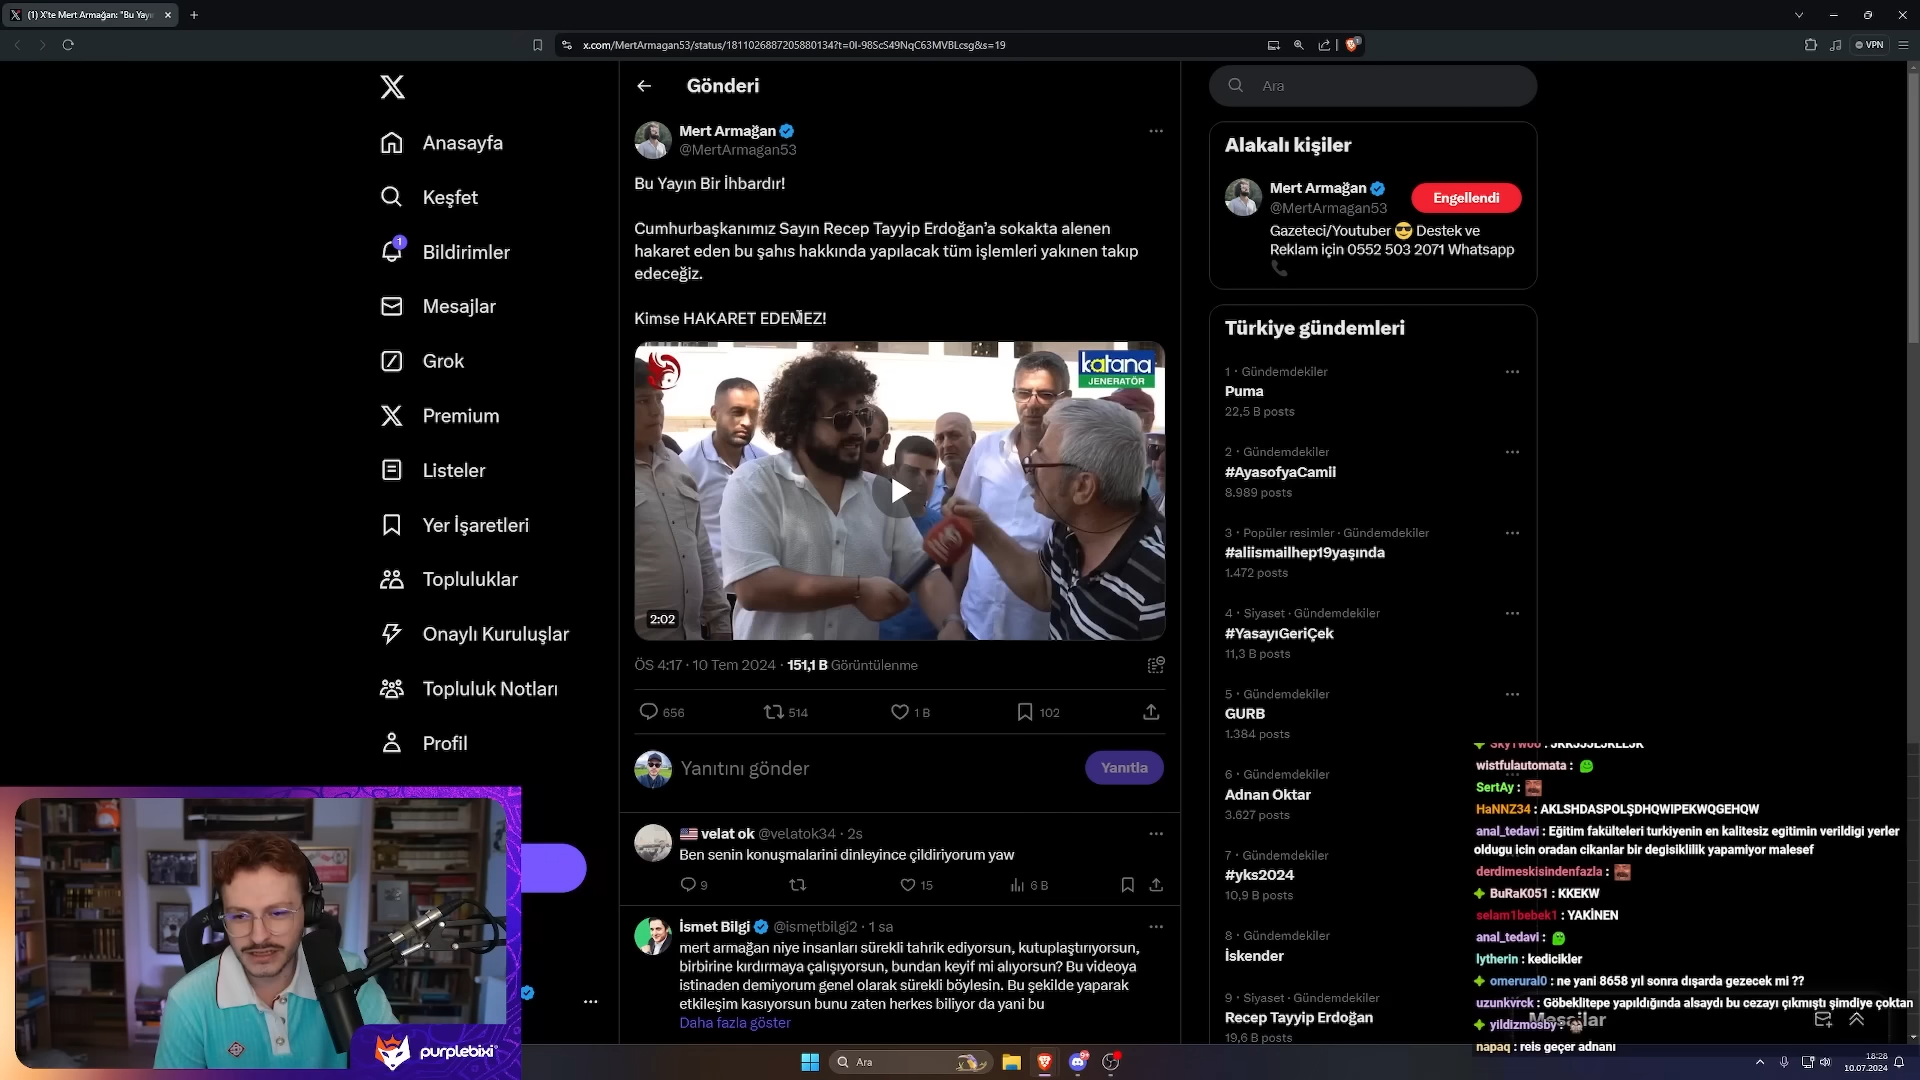 (1) X'te Mert Armağan: "Bu Yayı
x.com/MertArmagan53/status/1811026887205880134?t=0I-98ScS49NqC63MVBLcsg&s=19
VPN
Anasayfa
Keşfet
1
Bildirimler
Mesajlar
Grok
Premium
Listeler
Yer İşaretleri
Topluluklar
Onaylı Kuruluşlar
Topluluk Notları
Profil
Gönderi
Mert Armağan
@MertArmagan53
Bu Yayın Bir İhbardır!
Cumhurbaşkanımız Sayın Recep Tayyip Erdoğan'a sokakta alenen
hakaret eden bu şahıs hakkında yapılacak tüm işlemleri yakınen takip
edeceğiz.
Kimse HAKARET EDEMEZ!
katana
JENERATÖR
2:02
ÖS 4:17 · 10 Tem 2024 · 151,1 B Görüntülenme
656
514
1 B
102
Yanıtını gönder
Yanıtla
velat ok @velatok34 · 2s
Ben senin konuşmalarini dinleyince çildiriyorum yaw
9
15
6 B
İsmet Bilgi @ismetbilgi2 · 1 sa
mert armağan niye insanları sürekli tahrik ediyorsun, kutuplaştırıyorsun,
birbirine kırdırmaya çalışıyorsun, bundan keyif mi alıyorsun? Bu videoya
istinaden demiyorum genel olarak sürekli böylesin. Bu şekilde yaparak
etkileşim kasıyorsun bunu zaten herkes biliyor da yani bu
Daha fazla göster
Ara
Alakalı kişiler
Mert Armağan
@MertArmagan53
Engellendi
Gazeteci/Youtuber 😎 Destek ve
Reklam için 0552 503 2071 Whatsapp
Türkiye gündemleri
1 · Gündemdekiler
Puma
22,5 B posts
2 · Gündemdekiler
#AyasofyaCamii
8.989 posts
3 · Popüler resimler · Gündemdekiler
#aliismailhep19yaşında
1.472 posts
4 · Siyaset · Gündemdekiler
#YasayıGeriÇek
11,3 B posts
5 · Gündemdekiler
GURB
1.384 posts
6 · Gündemdekiler
Adnan Oktar
3.627 posts
7 · Gündemdekiler
#yks2024
10,9 B posts
8 · Gündemdekiler
İskender
9 · Siyaset · Gündemdekiler
Recep Tayyip Erdoğan
19,6 B posts
wistfulautomata :
SertAy :
HaNNZ34 : AKLSHDASPOLŞDHQWIPEKWQGEHQW
anal_tedavi : Eğitim fakülteleri turkiyenin en kalitesiz egitimin verildigi yerler
oldugu icin oradan cikanlar bir degisiklilik yapamiyor malesef
derdimeskisindenfazla :
BuRaK051 : KKEKW
selam1bebek1 : YAKİNEN
anal_tedavi :
lytherin : kedicikler
omerural0 : ne yani 8658 yıl sonra dışarda gezecek mi ??
uzunkvrck : Göbeklitepe yapıldığında alsaydı bu cezayı çıkmıştı şimdiye çoktan
Mesajlar
yildizmosby :
napaq : reis geçer adnanı
purplebixi
Ara
18:28
10.07.2024